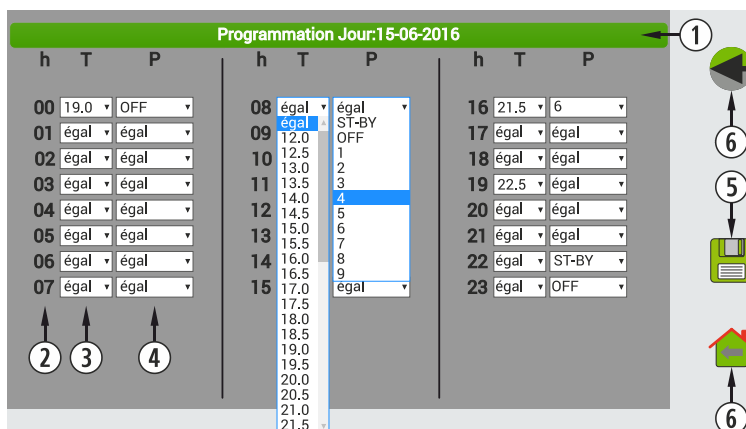 Programmation Jour:15-06-2016
1
h T P
h T P
h T P
00 19.0 OFF
01 égal égal
02 égal égal
03 égal égal
04 égal égal
05 égal égal
06 égal égal
07 égal égal
2 3 4
08 égal égal
09
10
11
12
13
14
15 égal
égal
12.0
12.5
13.0
13.5
14.0
14.5
15.0
15.5
16.0
16.5
17.0
17.5
18.0
18.5
19.0
19.5
20.0
20.5
21.0
21.5
ST-BY
OFF
1
2
3
4
5
6
7
8
9
16 21.5 6
17 égal égal
18 égal égal
19 22.5 égal
20 égal égal
21 égal égal
22 égal ST-BY
23 égal OFF
6
5
6